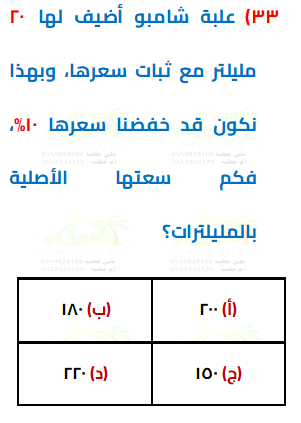 ٣٣) علبة شامبو أضيف لها ٢٠
مليلتر مع ثبات سعرها، وبهذا
نكون قد خفضنا سعرها ١٠%،
فكم سعتها الأصلية
بالمليلترات؟
(أ) ٢٠٠ (ب) ١٨٠
(ج) ١٥٠ (د) ٢٢٠